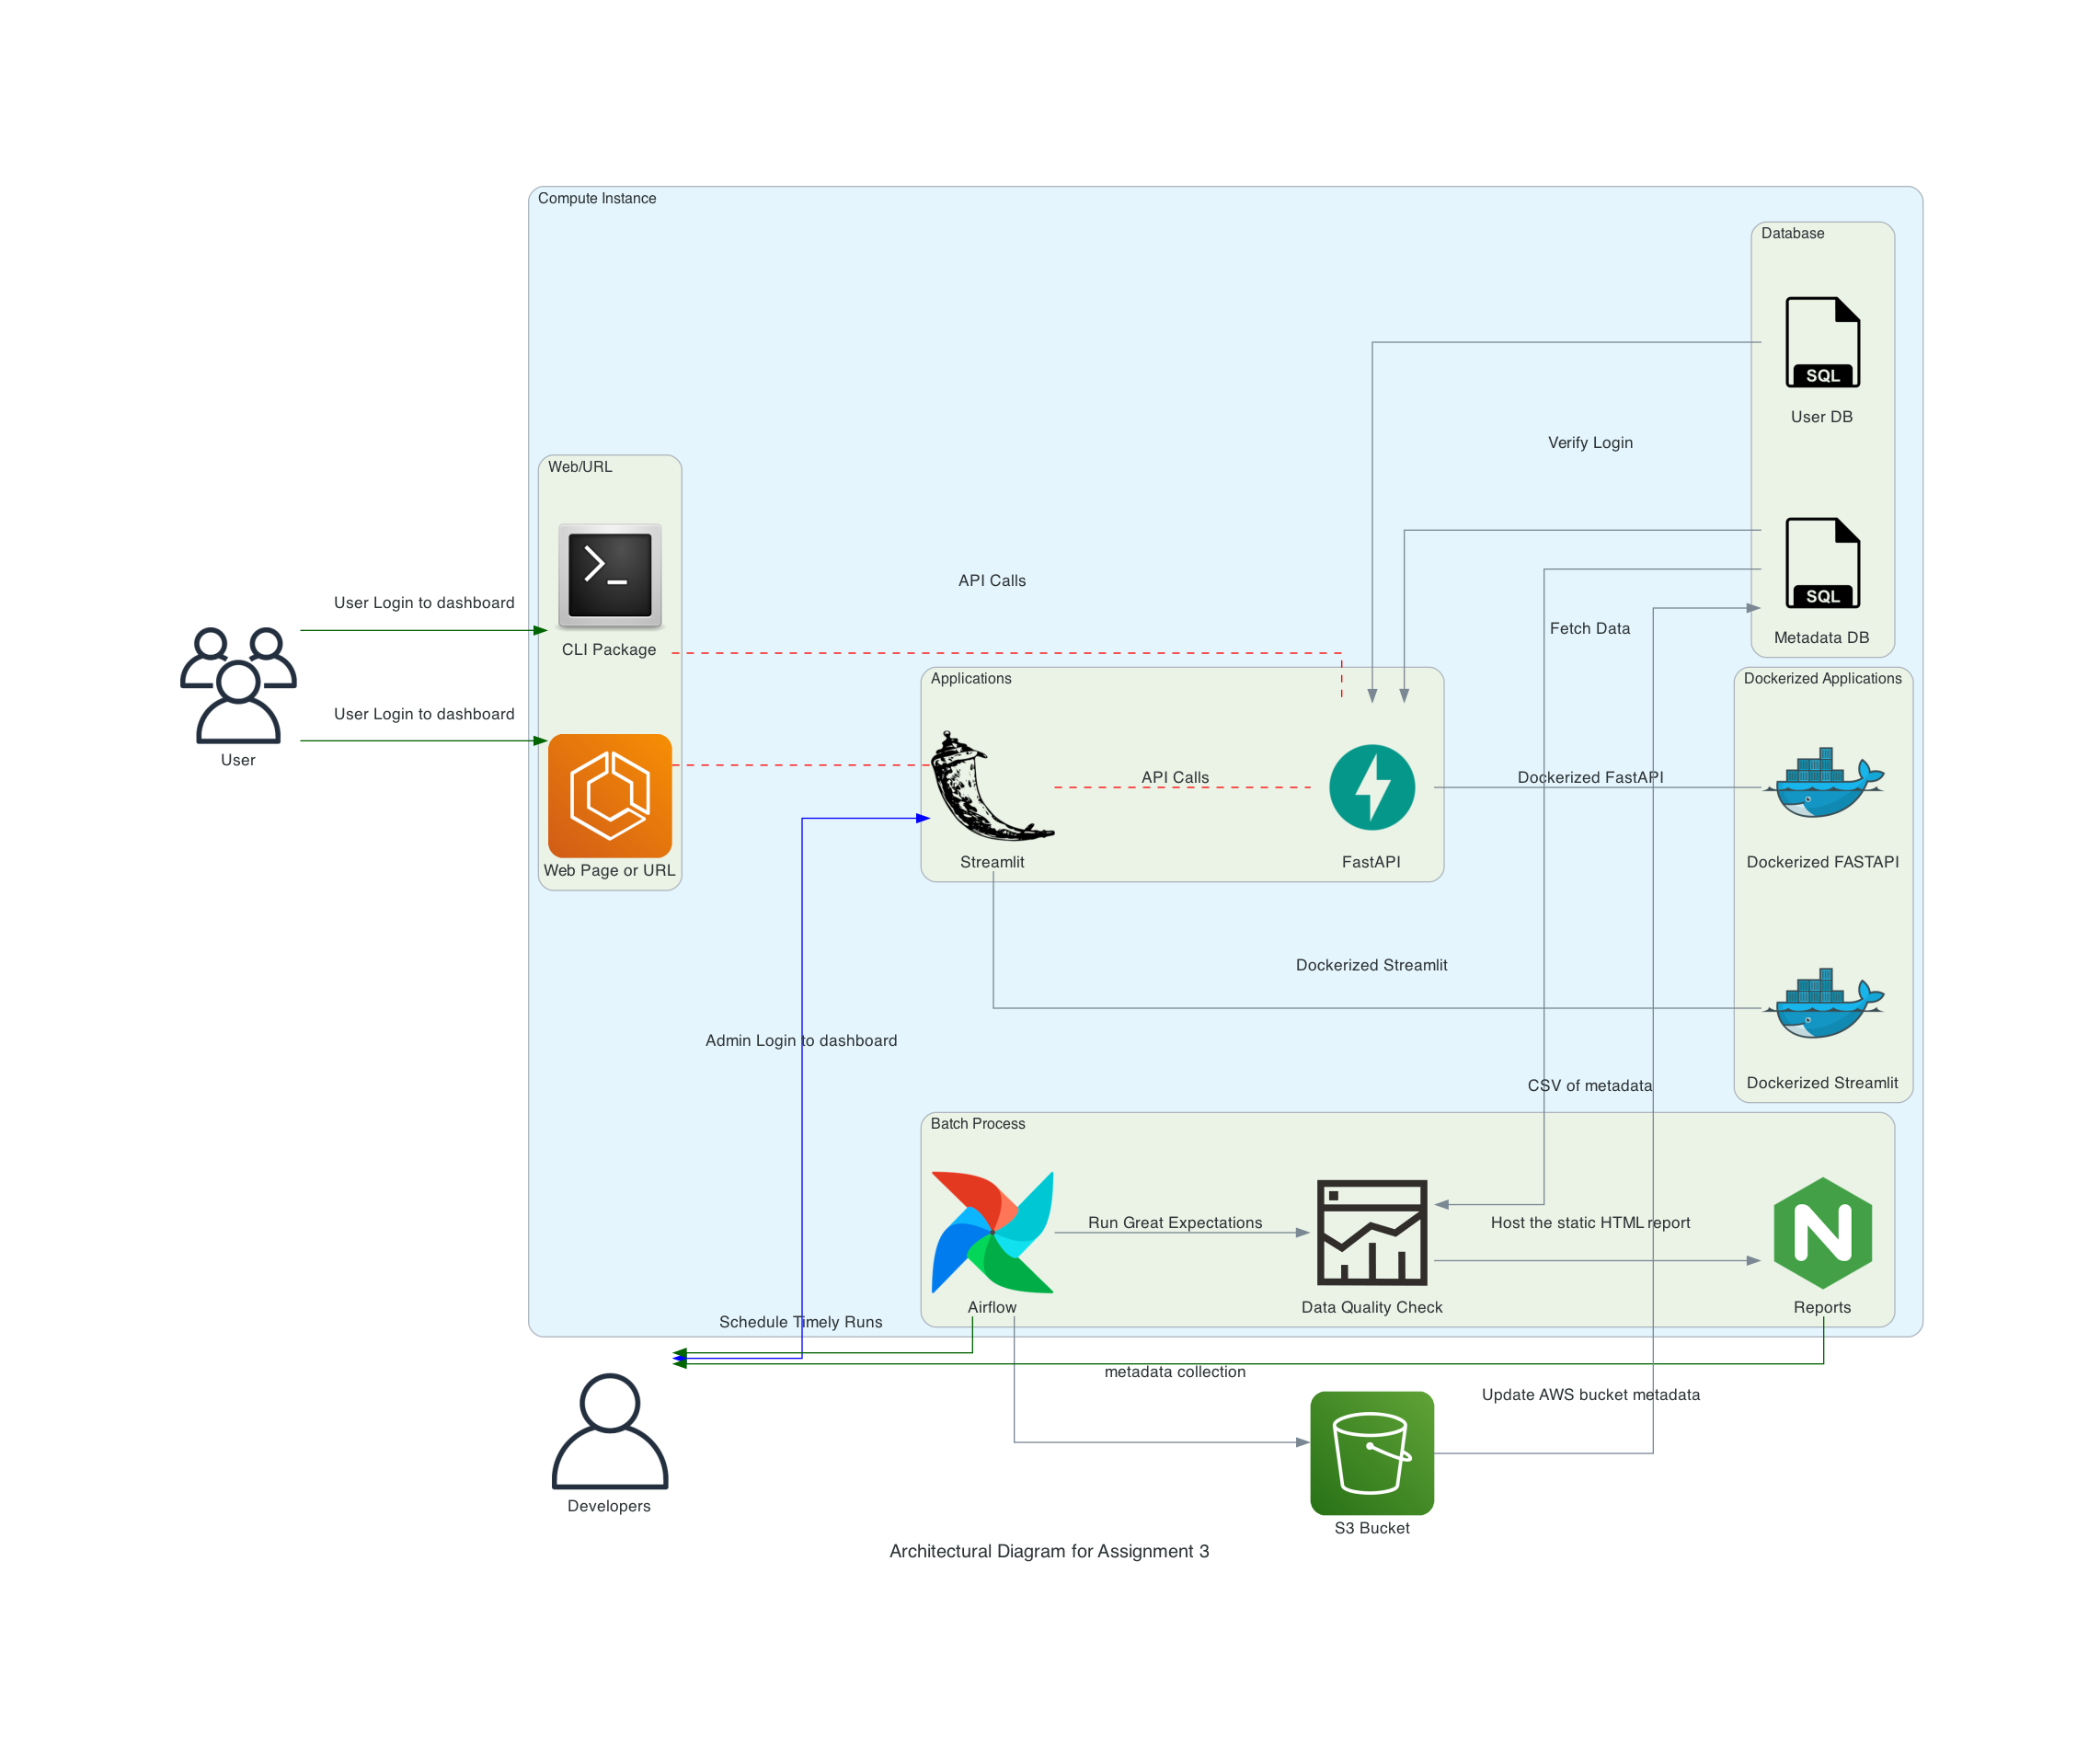 Compute Instance
Database
SQL
User DB
Verify Login
Web/URL
>_
CLI Package
SQL
Metadata DB
API Calls
Fetch Data
User Login to dashboard
User Login to dashboard
User
Web Page or URL
Applications
Streamlit
API Calls
FastAPI
Dockerized FastAPI
Dockerized Applications
Dockerized FASTAPI
Dockerized Streamlit
Dockerized Streamlit
Admin Login to dashboard
CSV of metadata
Batch Process
Airflow
Run Great Expectations
Data Quality Check
Host the static HTML report
N
Reports
Schedule Timely Runs
metadata collection
Update AWS bucket metadata
Developers
S3 Bucket
Architectural Diagram for Assignment 3